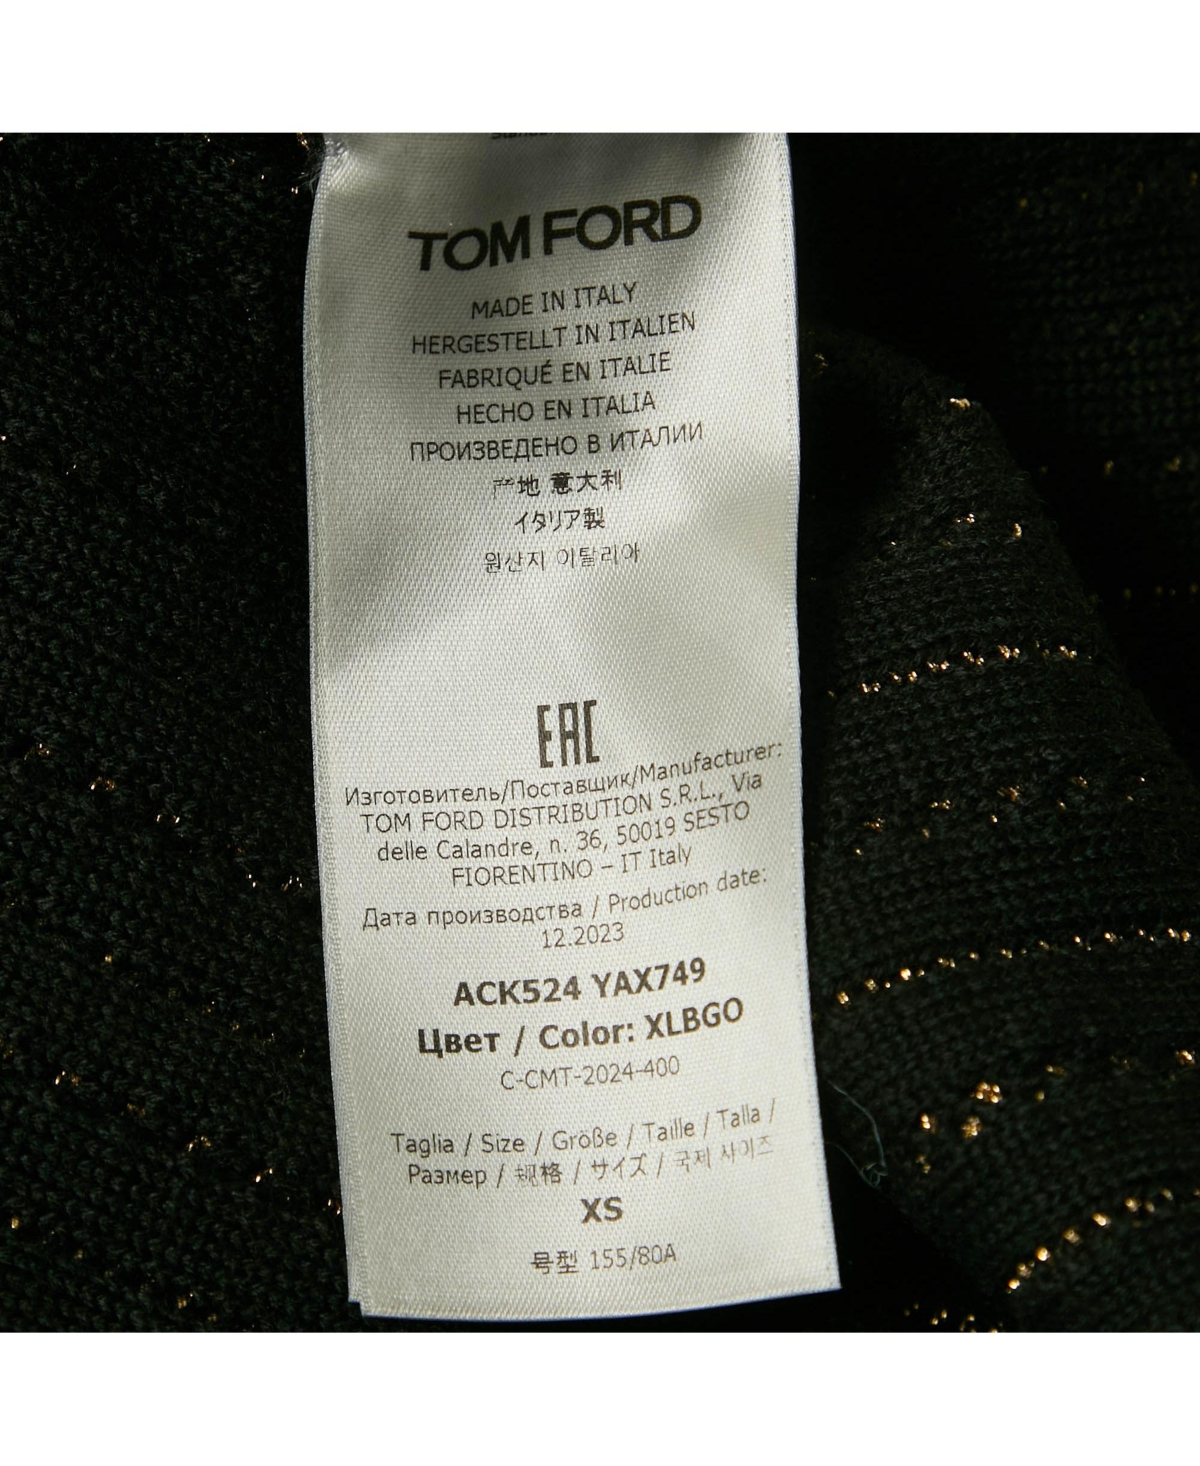 TOM FORD
MADE IN ITALY
HERGESTELLT IN ITALIEN
FABRIQUÉ EN ITALIE
HECHO EN ITALIA
ПРОИЗВЕДЕНО В ИТАЛИИ
产地 意大利
イタリア製
원산지 이탈리아
EAC
Изготовитель/Поставщик/Manufacturer:
TOM FORD DISTRIBUTION S.R.L., Via
delle Calandre, n. 36, 50019 SESTO
FIORENTINO – IT Italy
Дата производства / Production date:
12.2023
ACK524 YAX749
Цвет / Color: XLBGO
C-CMT-2024-400
Taglia / Size / Größe / Taille / Talla /
Размер / 规格 / サイズ / 국제 사이즈
XS
号型 155/80A